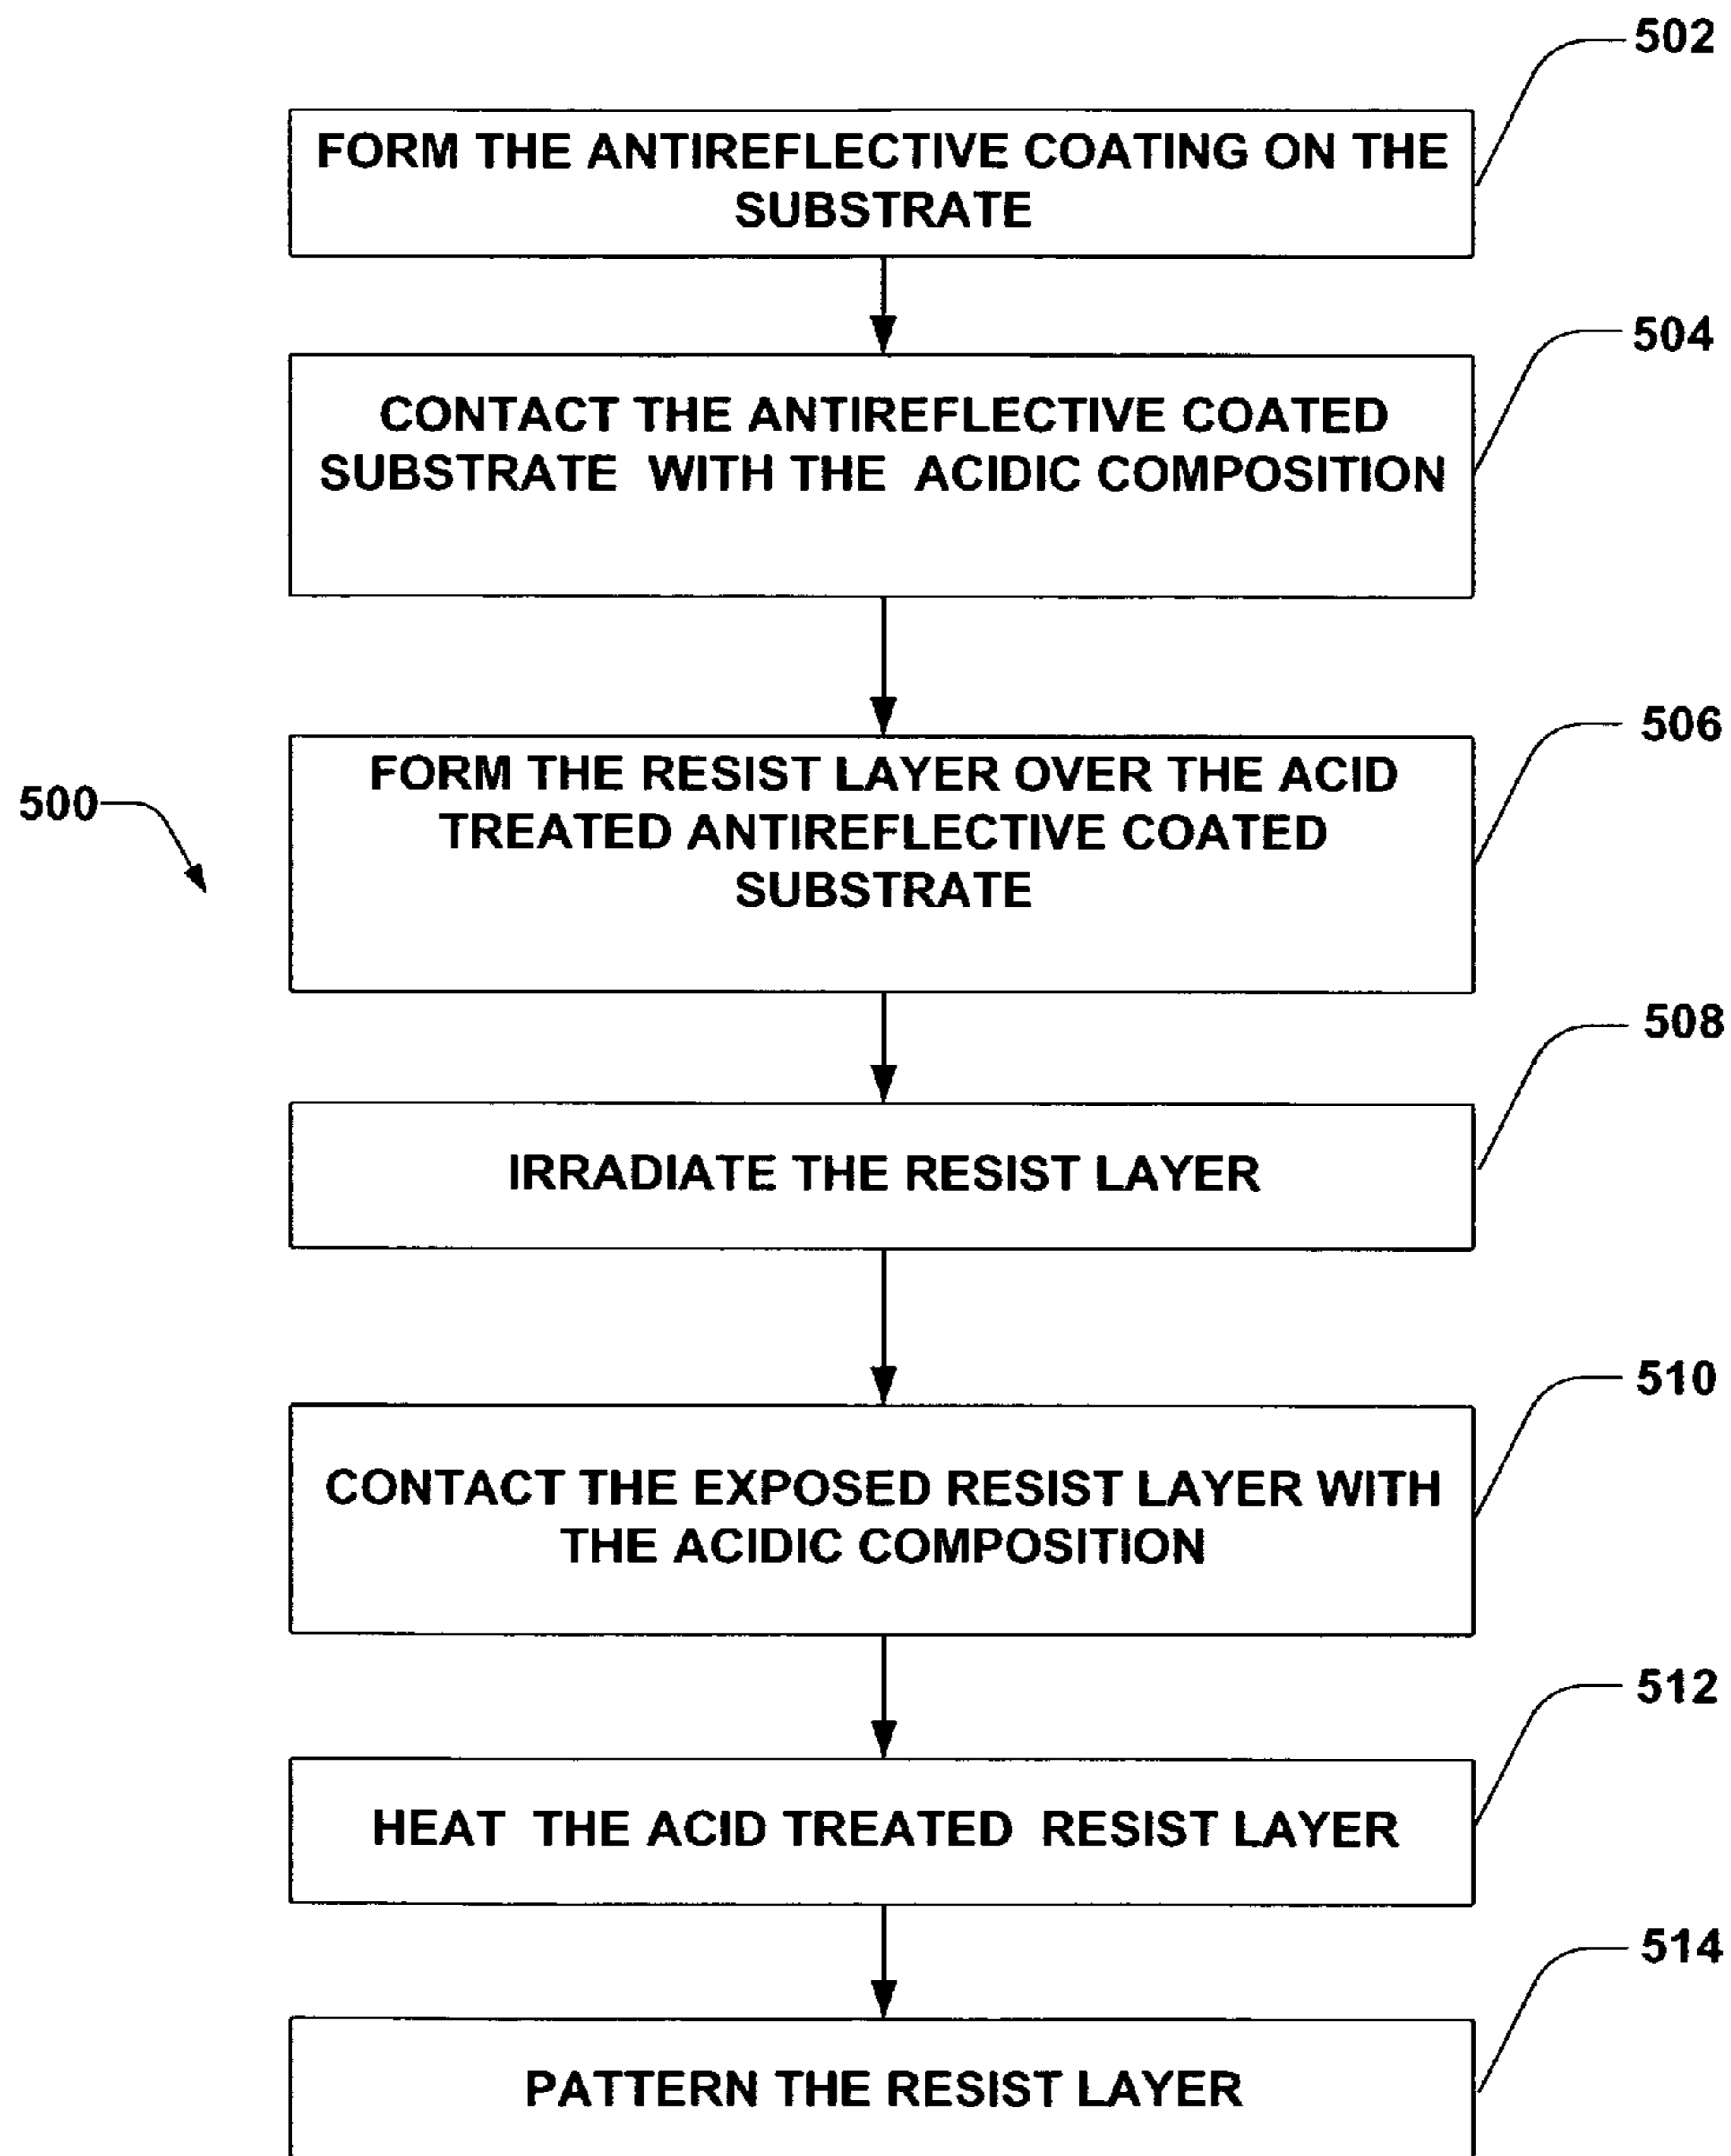 502
FORM THE ANTIREFLECTIVE COATING ON THE
SUBSTRATE
504
CONTACT THE ANTIREFLECTIVE COATED
SUBSTRATE WITH THE ACIDIC COMPOSITION
506
FORM THE RESIST LAYER OVER THE ACID
TREATED ANTIREFLECTIVE COATED
SUBSTRATE
500
508
IRRADIATE THE RESIST LAYER
510
CONTACT THE EXPOSED RESIST LAYER WITH
THE ACIDIC COMPOSITION
512
HEAT THE ACID TREATED RESIST LAYER
514
PATTERN THE RESIST LAYER